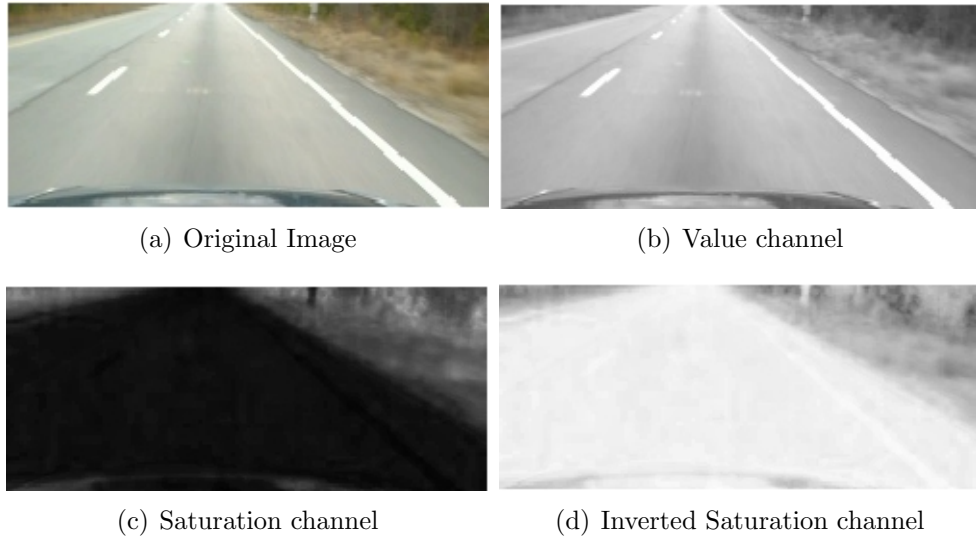 (a) Original Image
(b) Value channel
(c) Saturation channel
(d) Inverted Saturation channel